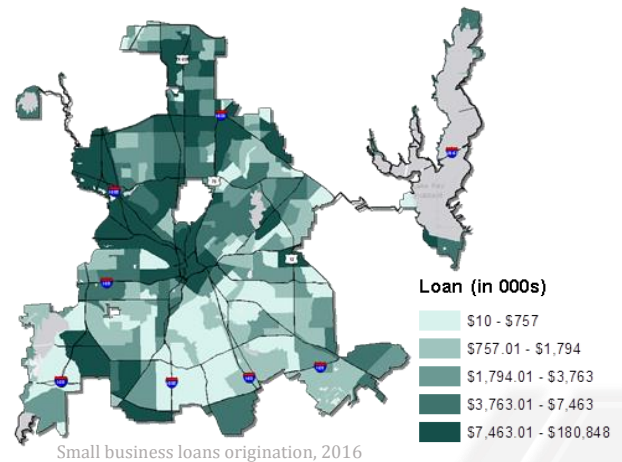 Loan (in 000s)
$10 - $757
$757.01 - $1,794
$1,794.01 - $3,763
$3,763.01 - $7,463
$7,463.01 - $180,848
Small business loans origination, 2016